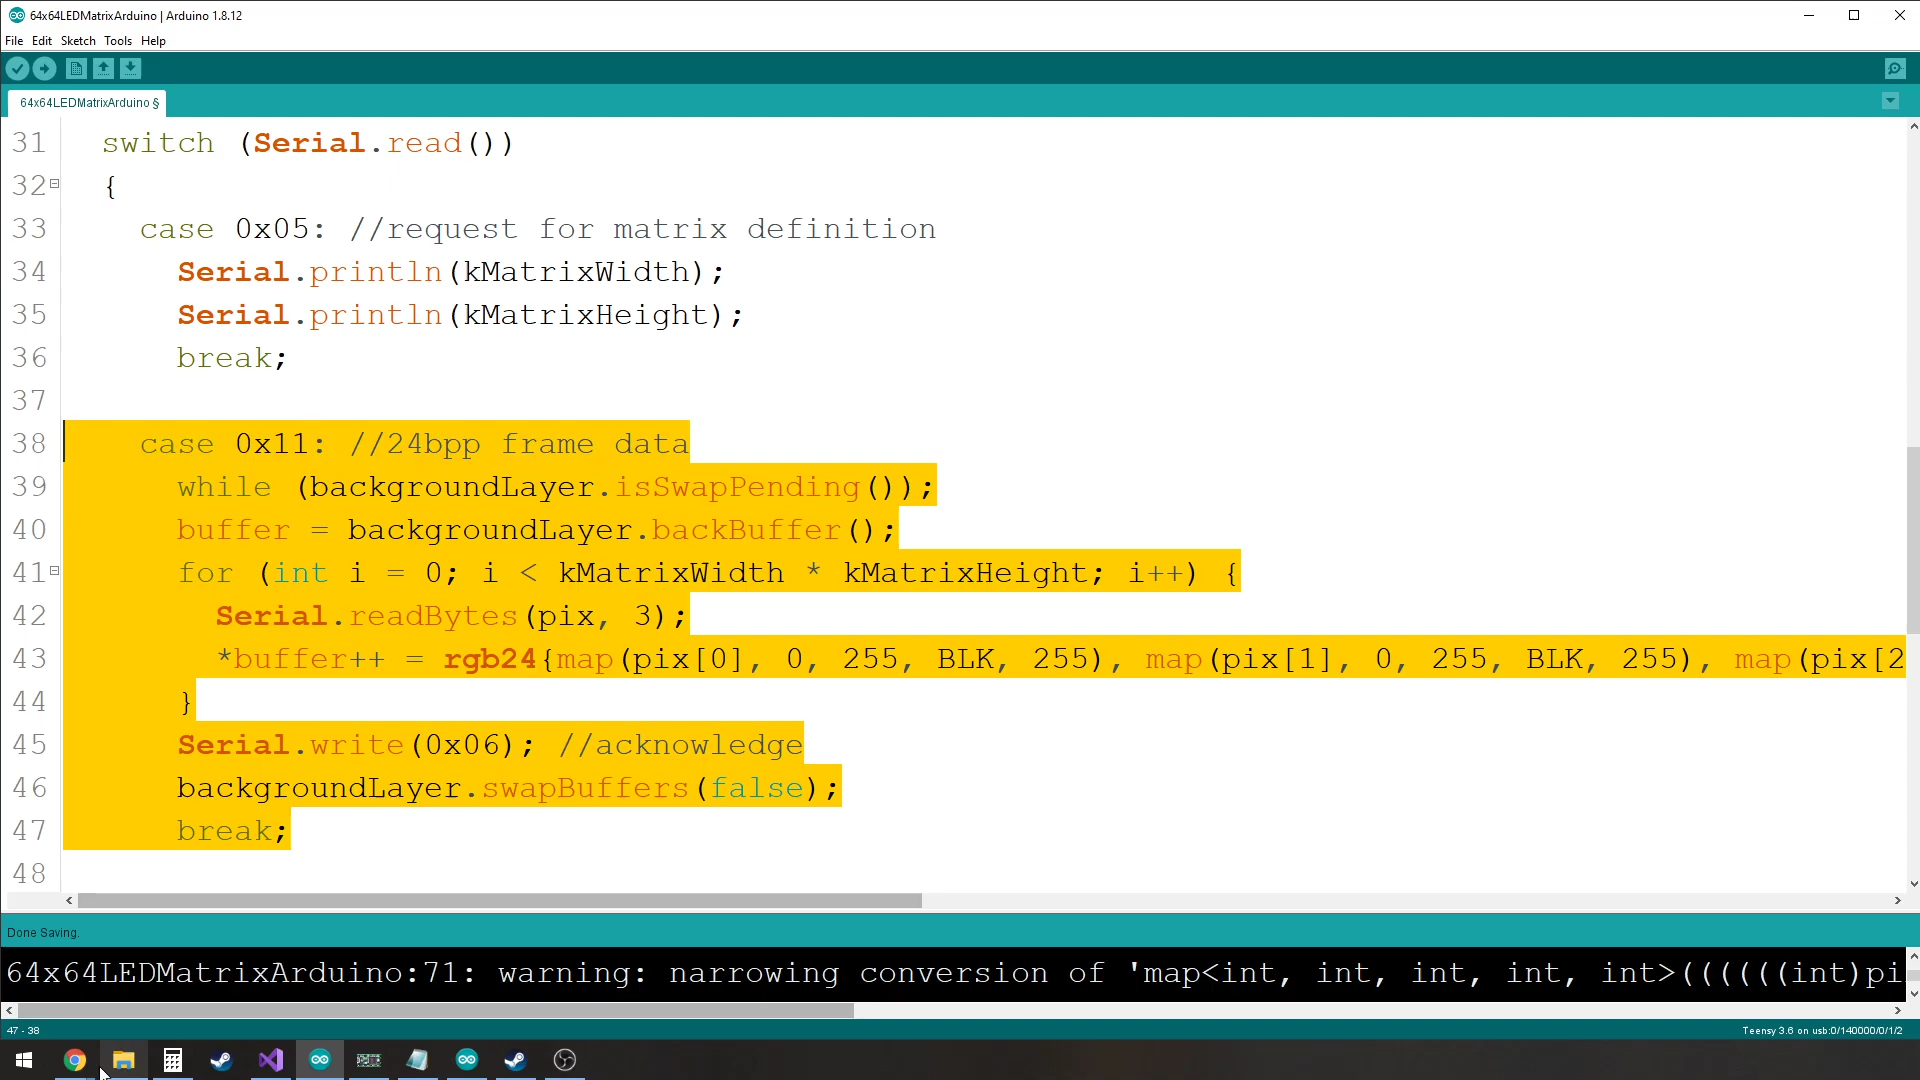 64x64LEDMatrixArduino | Arduino 1.8.12
File Edit Sketch Tools Help
64x64LEDMatrixArduino §
31 switch (Serial.read())
32 {
33 case 0x05: //request for matrix definition
34 Serial.println(kMatrixWidth);
35 Serial.println(kMatrixHeight);
36 break;
37
38 case 0x11: //24bpp frame data
39 while (backgroundLayer.isSwapPending());
40 buffer = backgroundLayer.backBuffer();
41 for (int i = 0; i < kMatrixWidth * kMatrixHeight; i++) {
42 Serial.readBytes(pix, 3);
43 *buffer++ = rgb24{map(pix[0], 0, 255, BLK, 255), map(pix[1], 0, 255, BLK, 255), map(pix[2
44 }
45 Serial.write(0x06); //acknowledge
46 backgroundLayer.swapBuffers(false);
47 break;
48
Done Saving.
64x64LEDMatrixArduino:71: warning: narrowing conversion of 'map<int, int, int, int, int>((((((int)pi
47 - 38
Teensy 3.6 on usb:0/140000/0/1/2